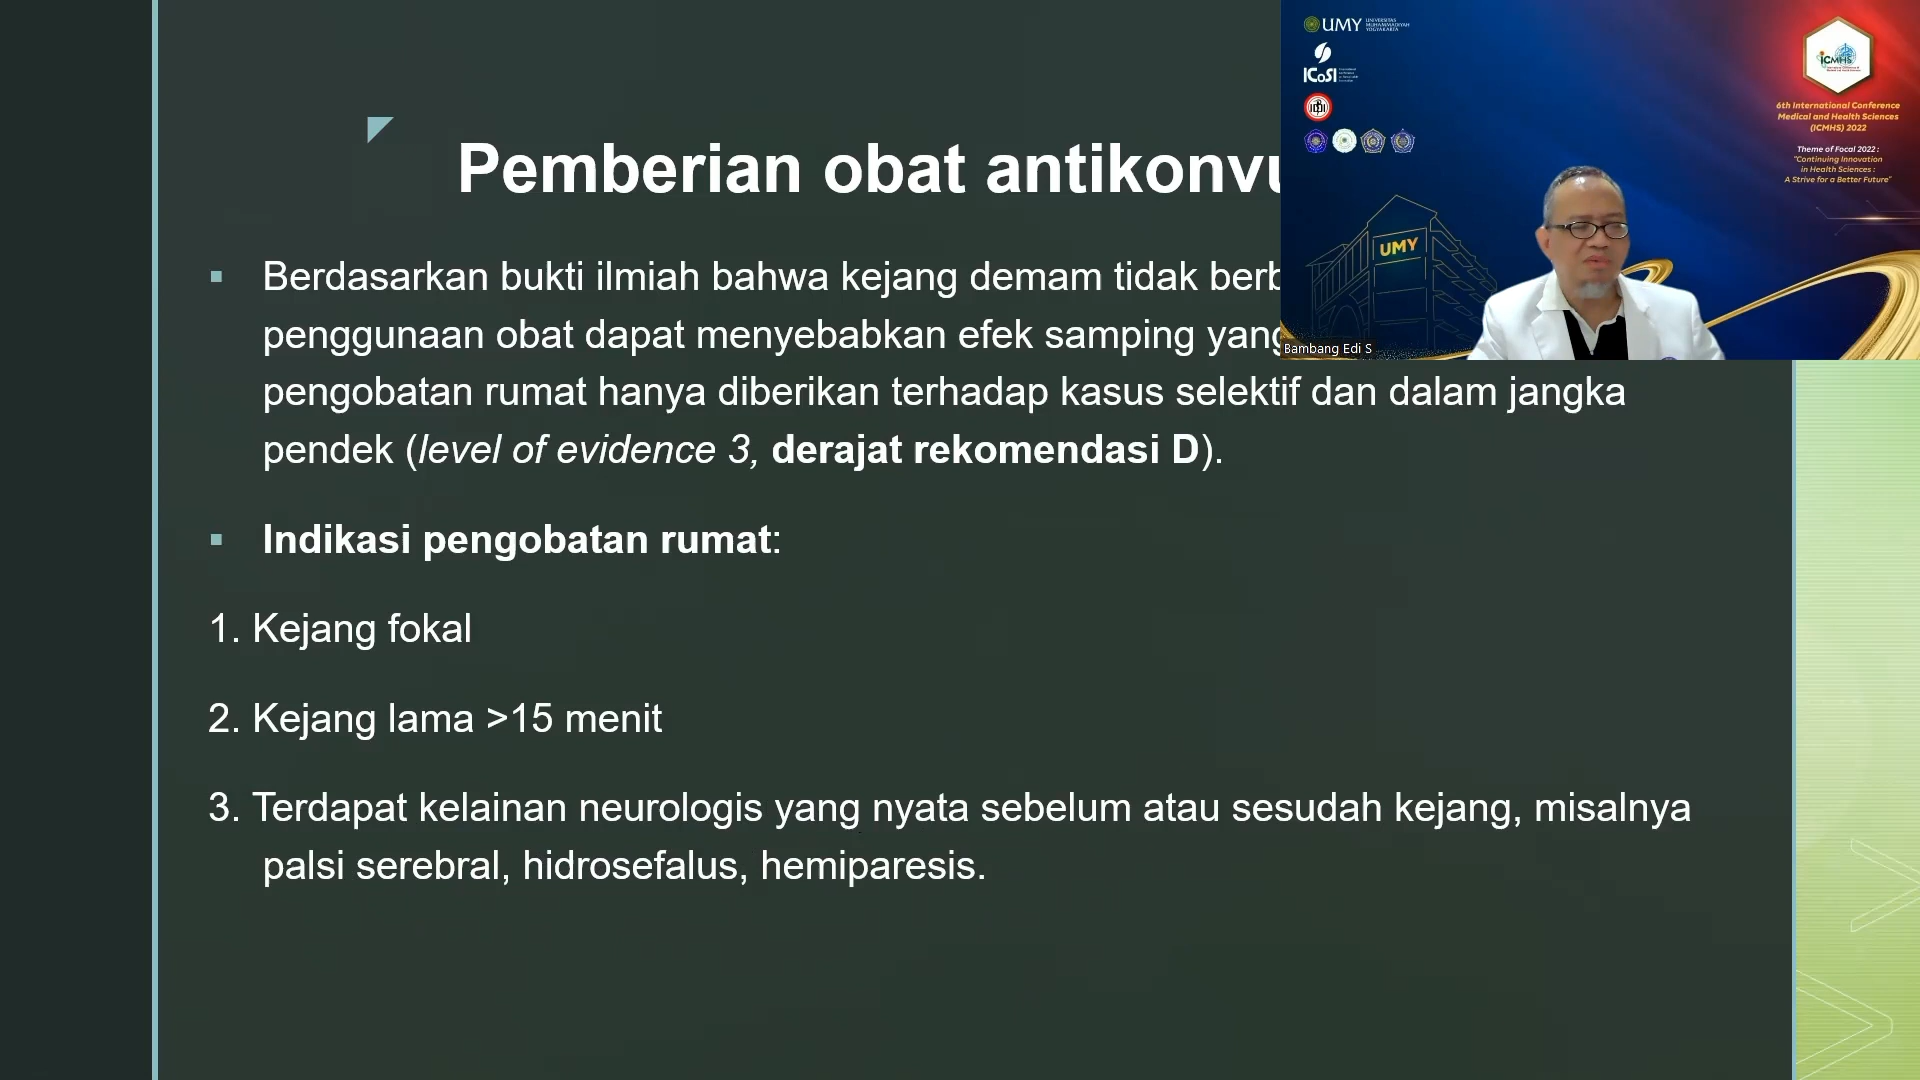 Pemberian obat antikonvu
Berdasarkan bukti ilmiah bahwa kejang demam tidak berb
penggunaan obat dapat menyebabkan efek samping yang
pengobatan rumat hanya diberikan terhadap kasus selektif dan dalam jangka
pendek (level of evidence 3, derajat rekomendasi D).
Indikasi pengobatan rumat:
1. Kejang fokal
2. Kejang lama >15 menit
3. Terdapat kelainan neurologis yang nyata sebelum atau sesudah kejang, misalnya
palsi serebral, hidrosefalus, hemiparesis.
UMY UNIVERSITAS
MUHAMMADIYAH
YOGYAKARTA
ICoSI
ICMHS
6th International Conference
Medical and Health Sciences
(ICMHS) 2022
Theme of Focal 2022 :
"Continuing Innovation
in Health Sciences :
A Strive for a Better Future"
UMY
Bambang Edi S